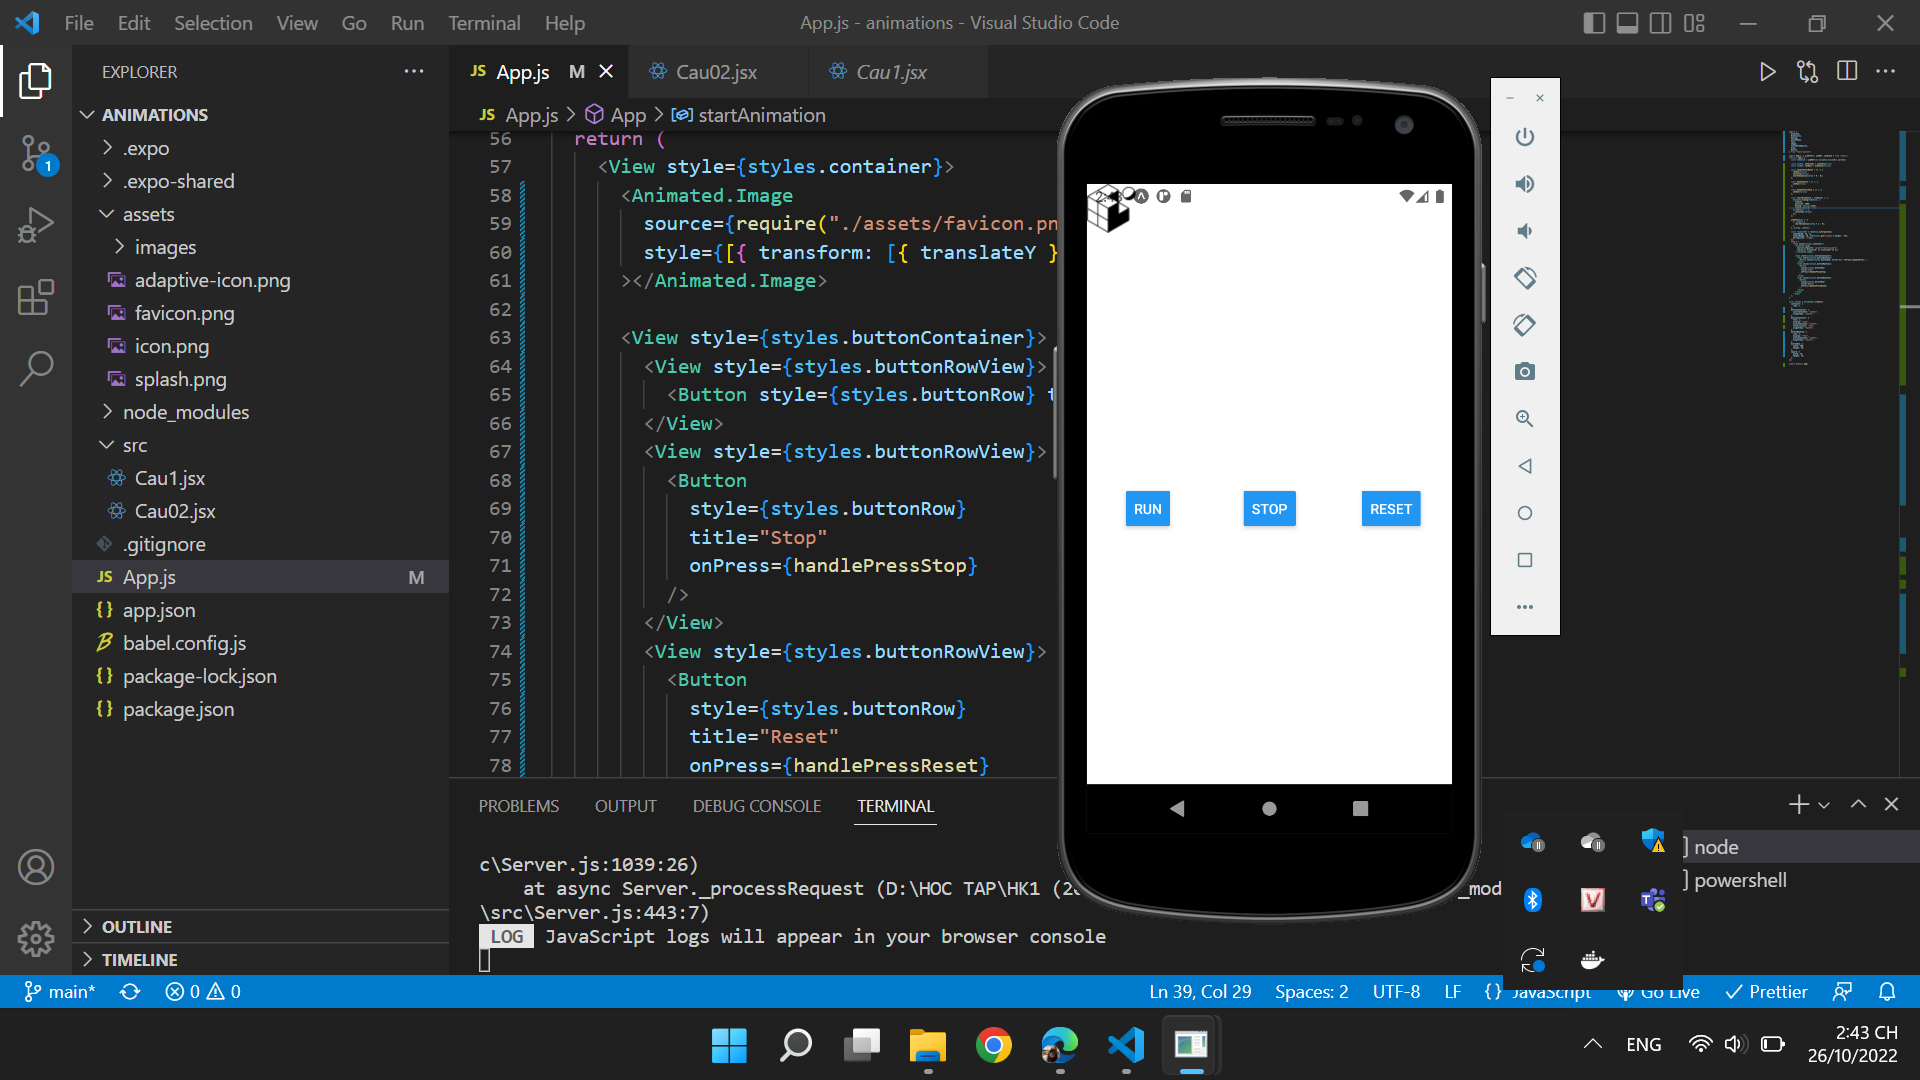 File Edit Selection View Go Run Terminal Help
App.js - animations - Visual Studio Code
EXPLORER
ANIMATIONS
.expo
.expo-shared
assets
images
adaptive-icon.png
favicon.png
icon.png
splash.png
node_modules
src
Cau1.jsx
Cau02.jsx
.gitignore
JS App.js M
{} app.json
babel.config.js
{} package-lock.json
{} package.json
OUTLINE
TIMELINE
1
JS App.js M
Cau02.jsx
Cau1.jsx
JS App.js > App > startAnimation
56 return (
57 <View style={styles.container}>
58 <Animated.Image
59 source={require("./assets/favicon.pn
60 style={[{ transform: [{ translateY }
61 ></Animated.Image>
62
63 <View style={styles.buttonContainer}>
64 <View style={styles.buttonRowView}>
65 <Button style={styles.buttonRow} t
66 </View>
67 <View style={styles.buttonRowView}>
68 <Button
69 style={styles.buttonRow}
70 title="Stop"
71 onPress={handlePressStop}
72 />
73 </View>
74 <View style={styles.buttonRowView}>
75 <Button
76 style={styles.buttonRow}
77 title="Reset"
78 onPress={handlePressReset}
RUN STOP RESET
PROBLEMS OUTPUT DEBUG CONSOLE TERMINAL
c\Server.js:1039:26)
at async Server._processRequest (D:\HOC TAP\HK1 (2 _mod
\src\Server.js:443:7)
LOG JavaScript logs will appear in your browser console
node
powershell
main* 0 0
Ln 39, Col 29 Spaces: 2 UTF-8 LF {} JavaScript Go Live Prettier
ENG
2:43 CH
26/10/2022